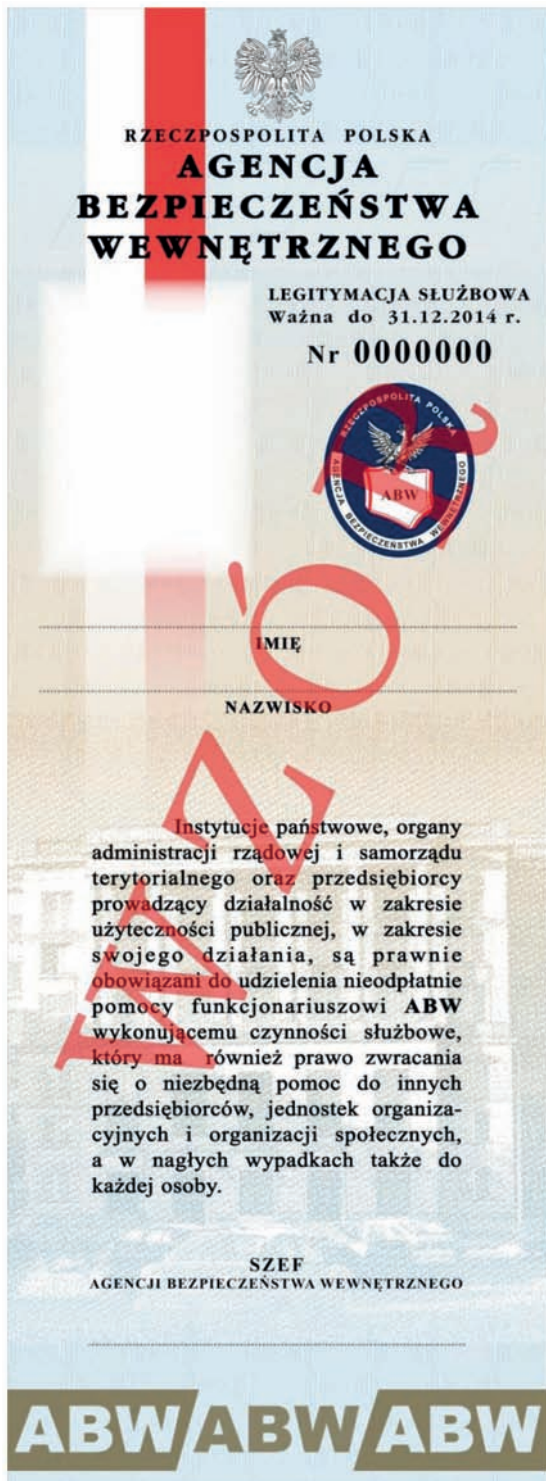 RZECZPOSPOLITA POLSKA
AGENCJA
BEZPIECZEŃSTWA
WEWNĘTRZNEGO
LEGITYMACJA SŁUŻBOWA
Ważna do 31.12.2014 r.
Nr 0000000
RZECZPOSPOLITA POLSKA
ABW
AGENCJA BEZPIECZEŃSTWA WEWNĘTRZNEGO
WZÓR
IMIĘ
NAZWISKO
Instytucje państwowe, organy
administracji rządowej i samorządu
terytorialnego oraz przedsiębiorcy
prowadzący działalność w zakresie
użyteczności publicznej, w zakresie
swojego działania, są prawnie
obowiązani do udzielenia nieodpłatnie
pomocy funkcjonariuszowi ABW
wykonującemu czynności służbowe,
który ma również prawo zwracania
się o niezbędną pomoc do innych
przedsiębiorców, jednostek organiza-
cyjnych i organizacji społecznych,
a w nagłych wypadkach także do
każdej osoby.
SZEF
AGENCJI BEZPIECZEŃSTWA WEWNĘTRZNEGO
ABW/ABW/ABW